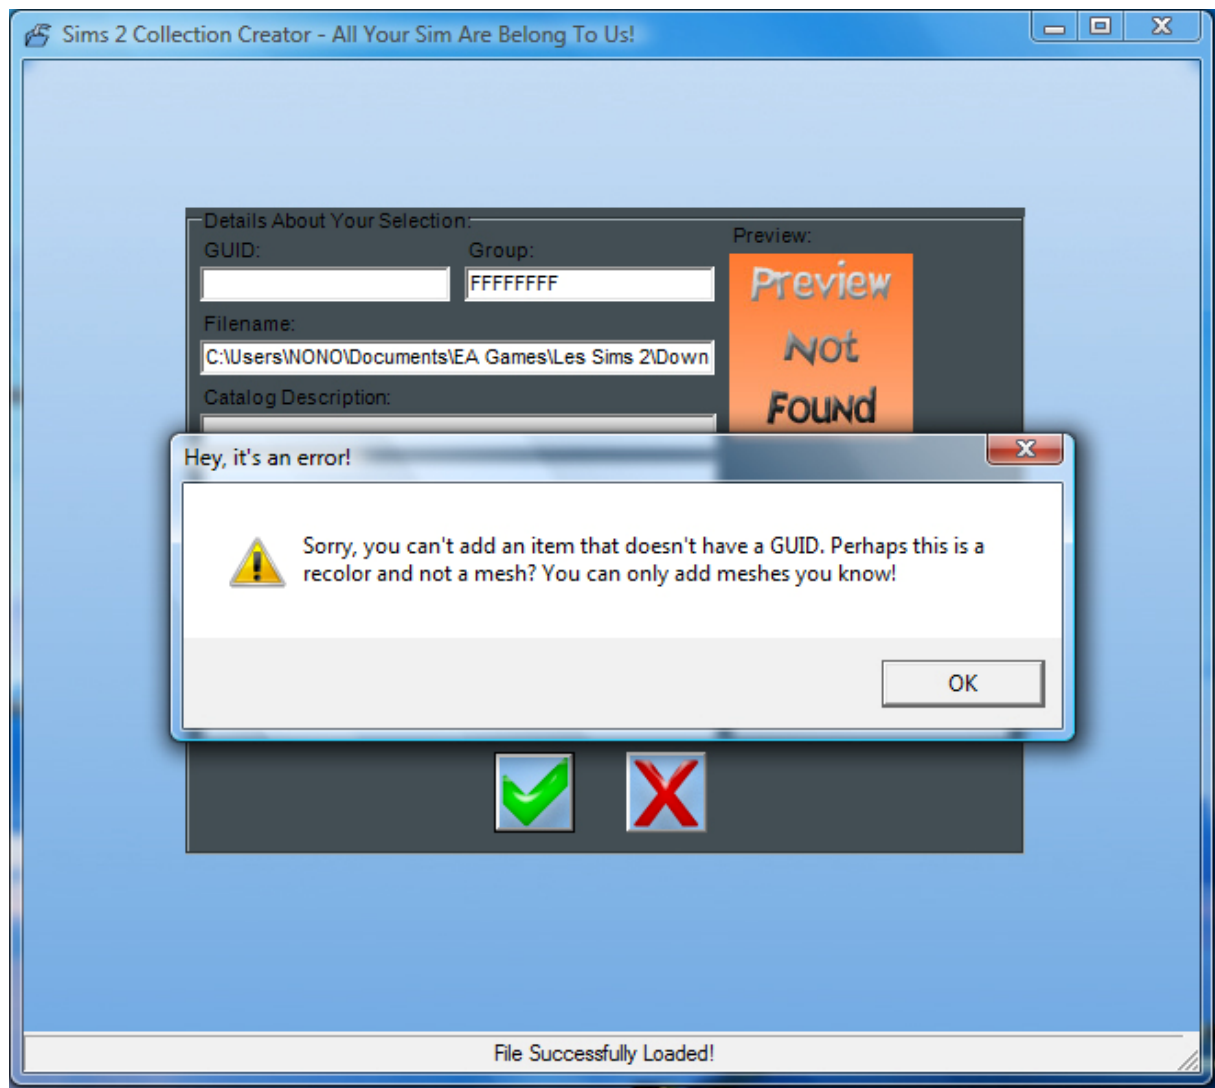 Sims 2 Collection Creator - All Your Sim Are Belong To Us!
Details About Your Selection:
GUID:
Group:
Preview:
FFFFFFFF
Preview
Not
Found
Filename:
C:\Users\NONO\Documents\EA Games\Les Sims 2\Down
Catalog Description:
Hey, it's an error!
Sorry, you can't add an item that doesn't have a GUID. Perhaps this is a
recolor and not a mesh? You can only add meshes you know!
OK
File Successfully Loaded!